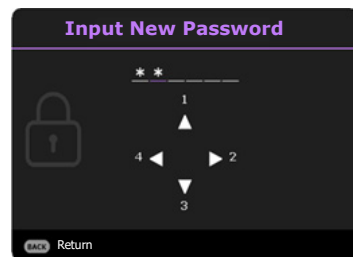 Input New Password
* * _ _ _ _
1
4 2
3
BACK Return